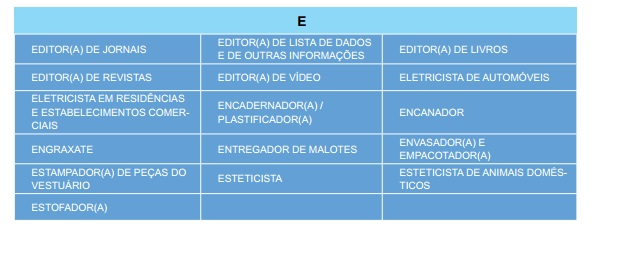 E
EDITOR(A) DE JORNAIS
EDITOR(A) DE LISTA DE DADOS
E DE OUTRAS INFORMAÇÕES
EDITOR(A) DE LIVROS
EDITOR(A) DE REVISTAS
EDITOR(A) DE VÍDEO
ELETRICISTA DE AUTOMÓVEIS
ELETRICISTA EM RESIDÊNCIAS
E ESTABELECIMENTOS COMER-
CIAIS
ENCADERNADOR(A) /
PLASTIFICADOR(A)
ENCANADOR
ENGRAXATE
ENTREGADOR DE MALOTES
ENVASADOR(A) E
EMPACOTADOR(A)
ESTAMPADOR(A) DE PEÇAS DO
VESTUÁRIO
ESTETICISTA
ESTETICISTA DE ANIMAIS DOMÉS-
TICOS
ESTOFADOR(A)